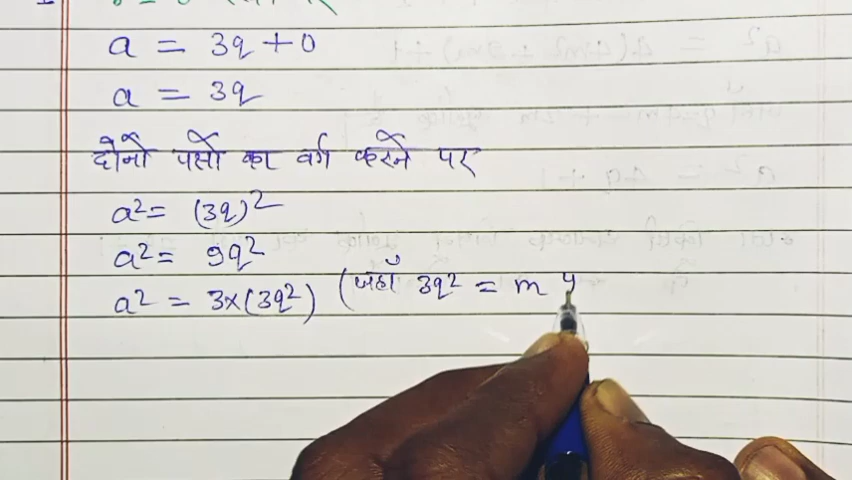 a = 3q + 0
a = 3q
दोनों पक्षों का वर्ग करने पर
a² = (3q)²
a² = 9q²
a² = 3×(3q²) (जहाँ 3q² = m